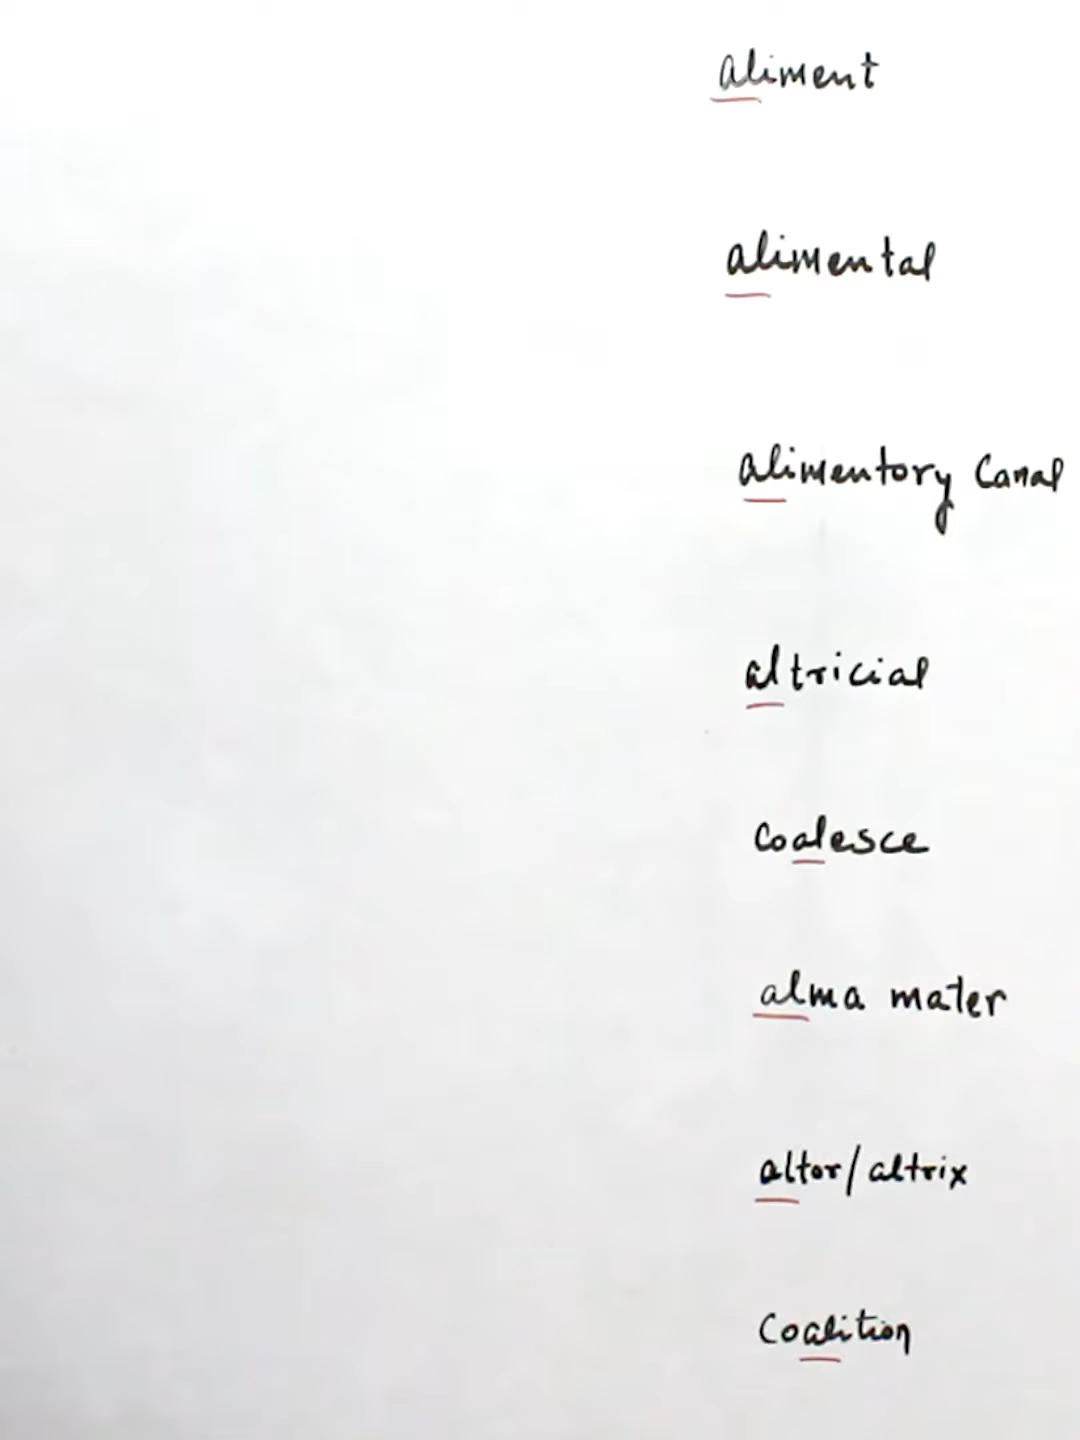 aliment
alimental
alimentory Canal
altricial
Coalesce
alma mater
altor/altrix
Coalition